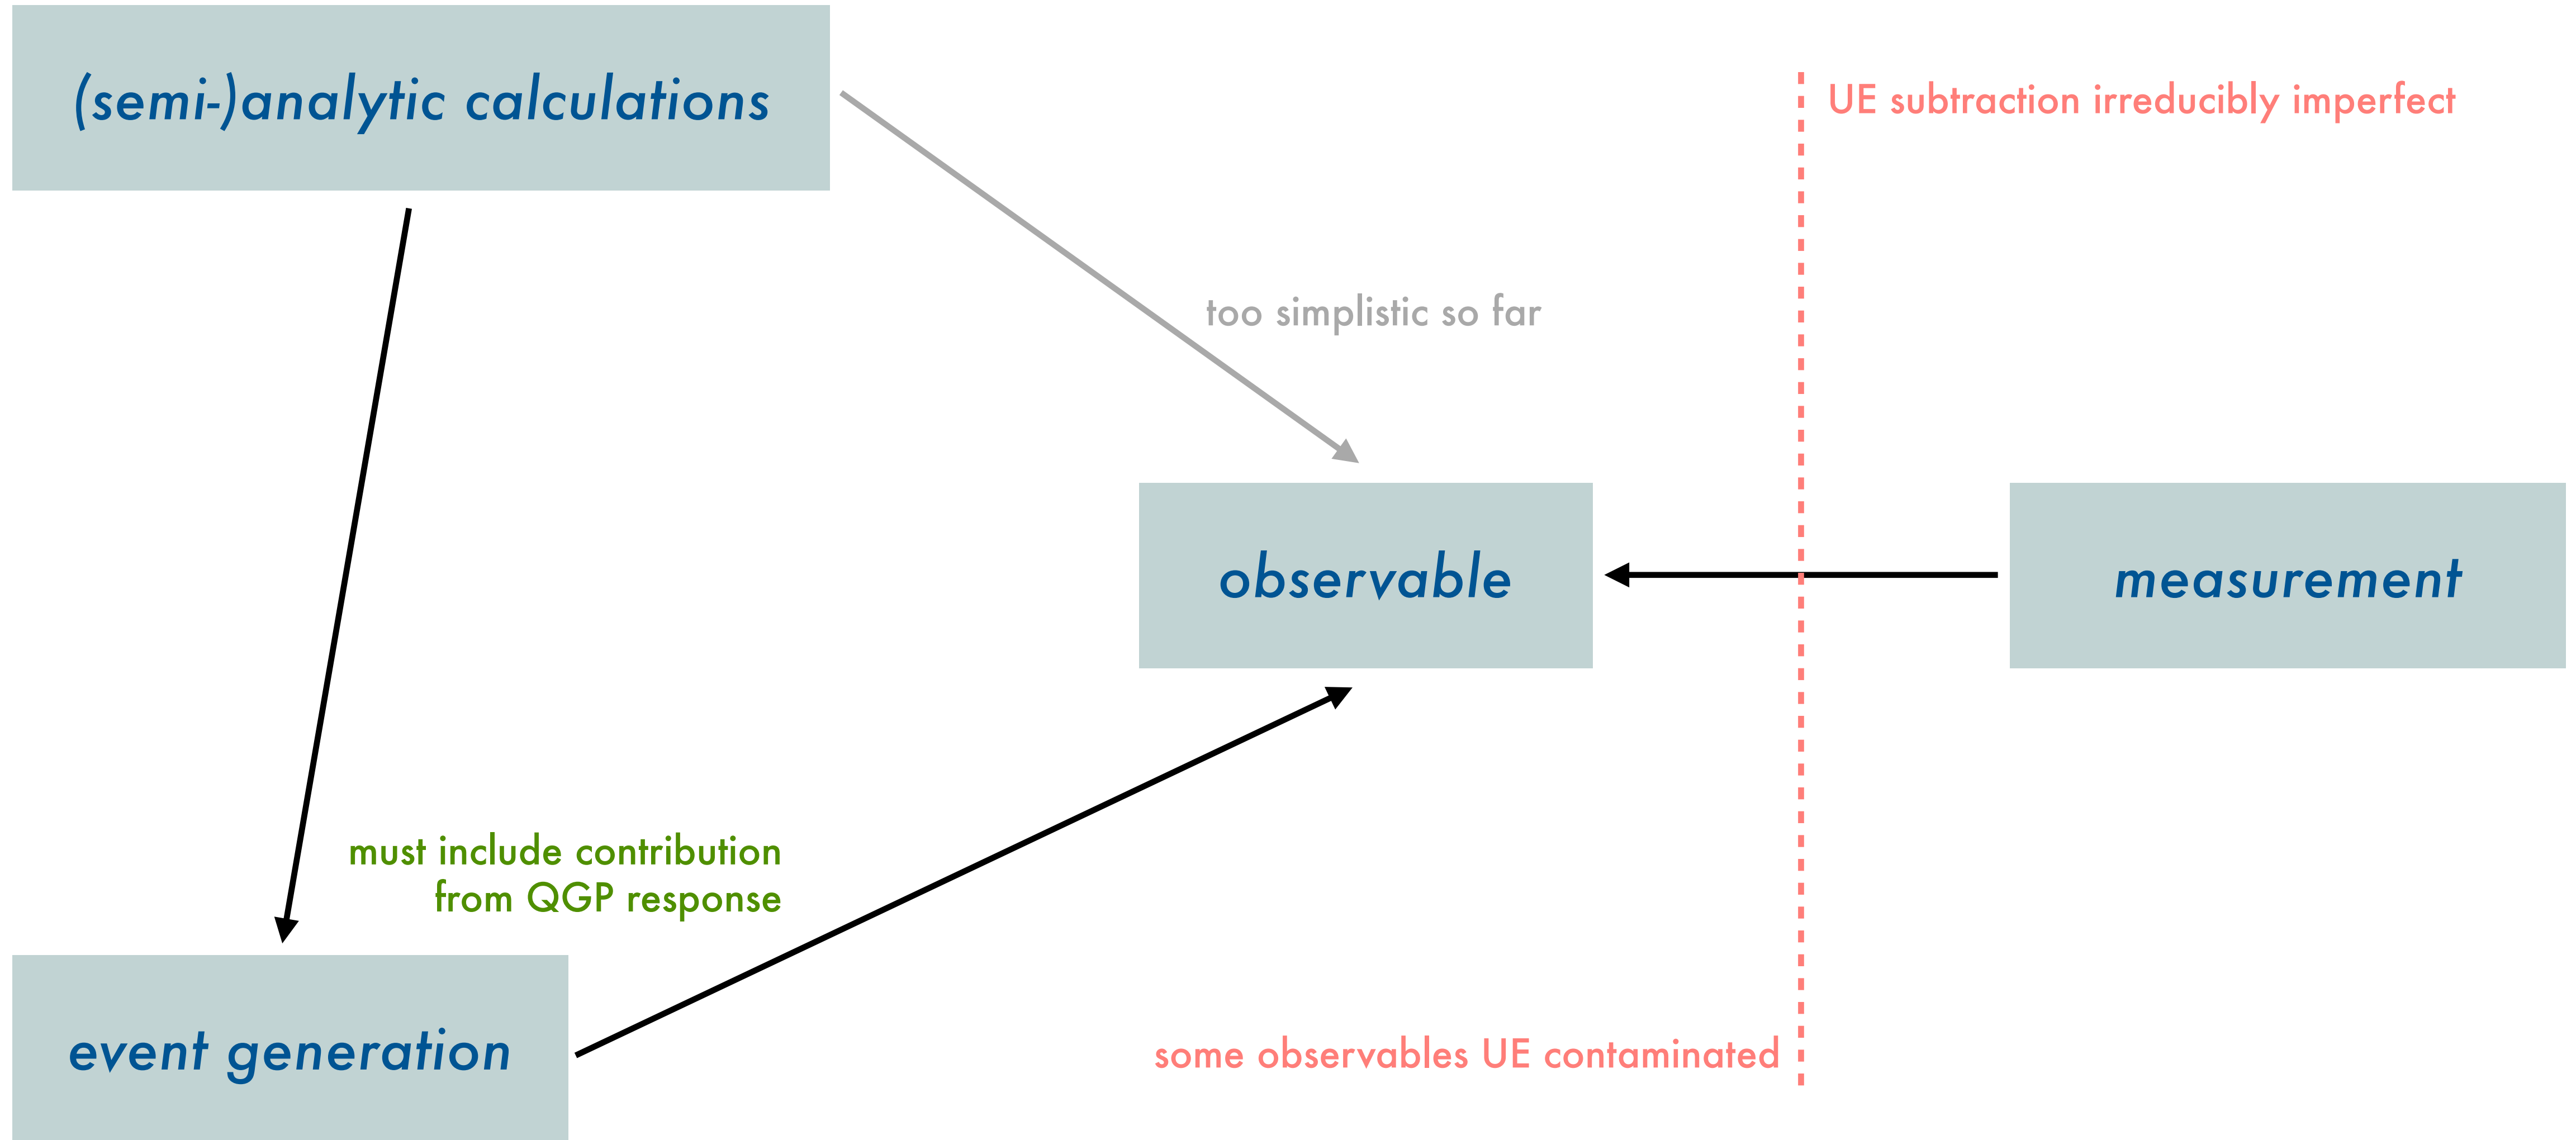 (semi-)analytic calculations
UE subtraction irreducibly imperfect
too simplistic so far
observable
measurement
must include contribution
from QGP response
event generation
some observables UE contaminated